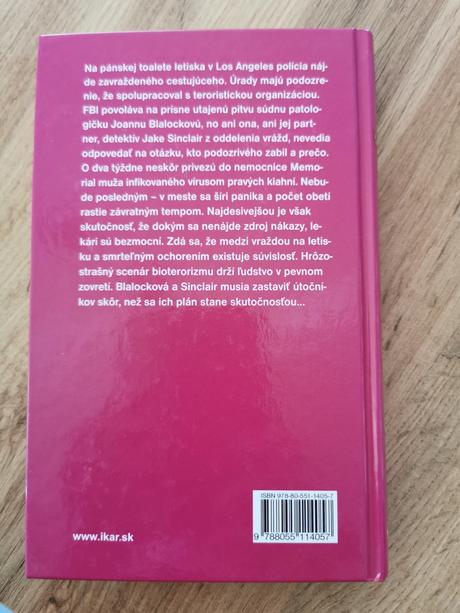 Na pánskej toalete letiska v Los Angeles polícia náj-
de zavraždeného cestujúceho. Úrady majú podozre-
nie, že spolupracoval s teroristickou organizáciou.
FBI povoláva na prísne utajenú pitvu súdnu patolo-
gičku Joannu Blalockovú, no ani ona, ani jej part-
ner, detektív Jake Sinclair z oddelenia vrážd, nevedia
odpovedať na otázku, kto podozrivého zabil a prečo.
O dva týždne neskôr privezú do nemocnice Memo-
rial muža infikovaného vírusom pravých kiahní. Nebu-
de posledným – v meste sa šíri panika a počet obetí
rastie závratným tempom. Najdesivejšou je však
skutočnosť, že dokým sa nenájde zdroj nákazy, le-
kári sú bezmocní. Zdá sa, že medzi vraždou na letis-
ku a smrteľným ochorením existuje súvislosť. Hrôzo-
strašný scenár bioterorizmu drží ľudstvo v pevnom
zovretí. Blalocková a Sinclair musia zastaviť útoční-
kov skôr, než sa ich plán stane skutočnosťou...
ISBN 978-80-551-1405-7
9 788055 114057
www.ikar.sk